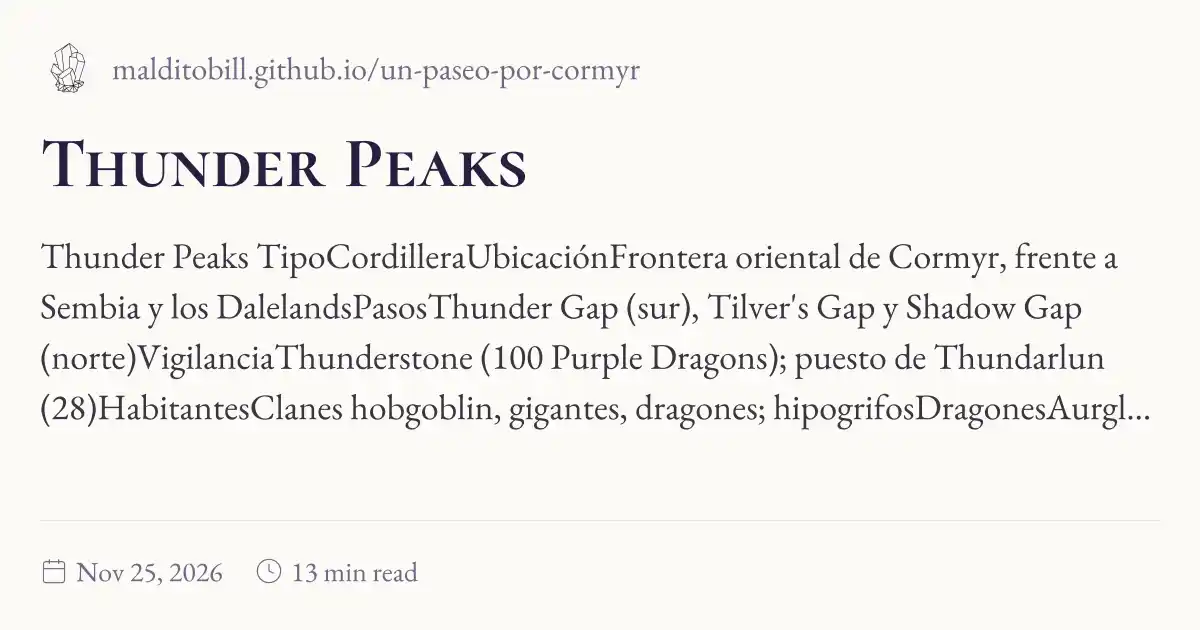 malditobill.github.io/un-paseo-por-cormyr
Thunder Peaks
Thunder Peaks TipoCordilleraUbicaciónFrontera oriental de Cormyr, frente a
Sembia y los DalelandsPasosThunder Gap (sur), Tilver's Gap y Shadow Gap
(norte)VigilanciaThunderstone (100 Purple Dragons); puesto de Thundarlun
(28)HabitantesClanes hobgoblin, gigantes, dragones; hipogrifosDragonesAurgl...
Nov 25, 2026 13 min read